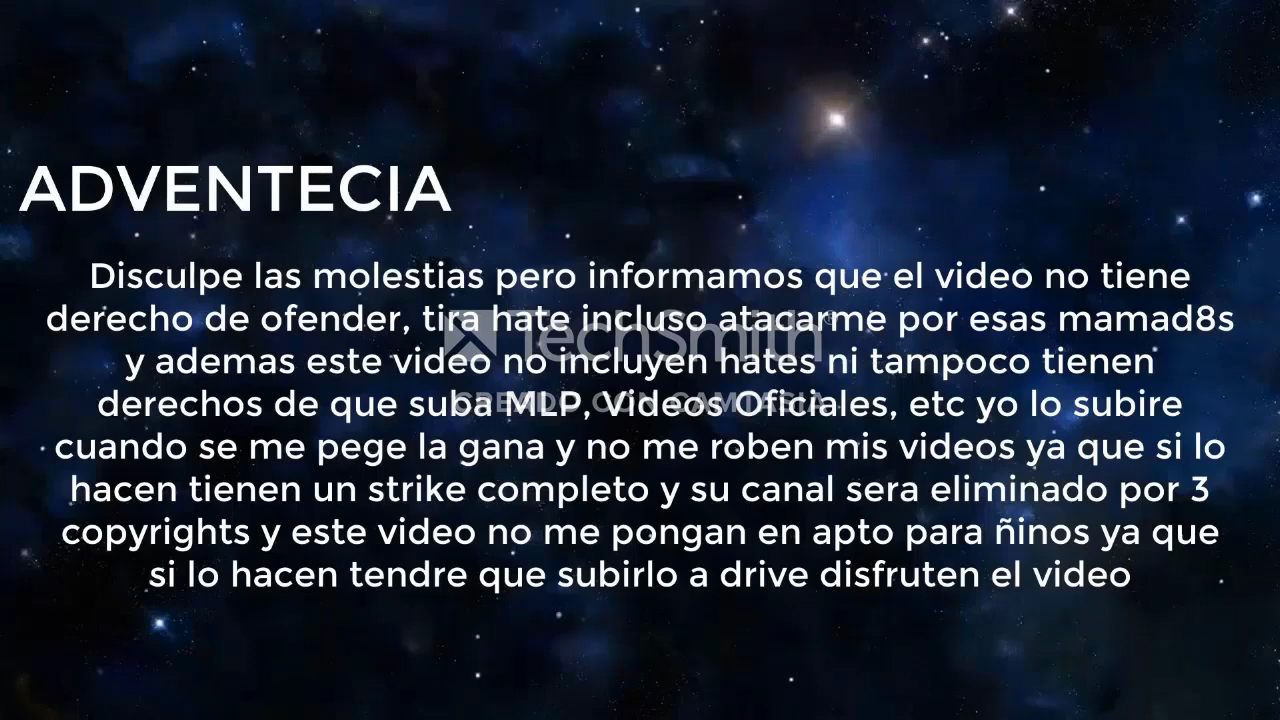 ADVENTECIA
Disculpe las molestias pero informamos que el video no tiene
derecho de ofender, tira hate incluso atacarme por esas mamad8s
y ademas este video no incluyen hates ni tampoco tienen
derechos de que suba MLP, Videos Oficiales, etc yo lo subire
cuando se me pege la gana y no me roben mis videos ya que si lo
hacen tienen un strike completo y su canal sera eliminado por 3
copyrights y este video no me pongan en apto para ñinos ya que
si lo hacen tendre que subirlo a drive disfruten el video
TechSmith®
CREADO CON CAMTASIA